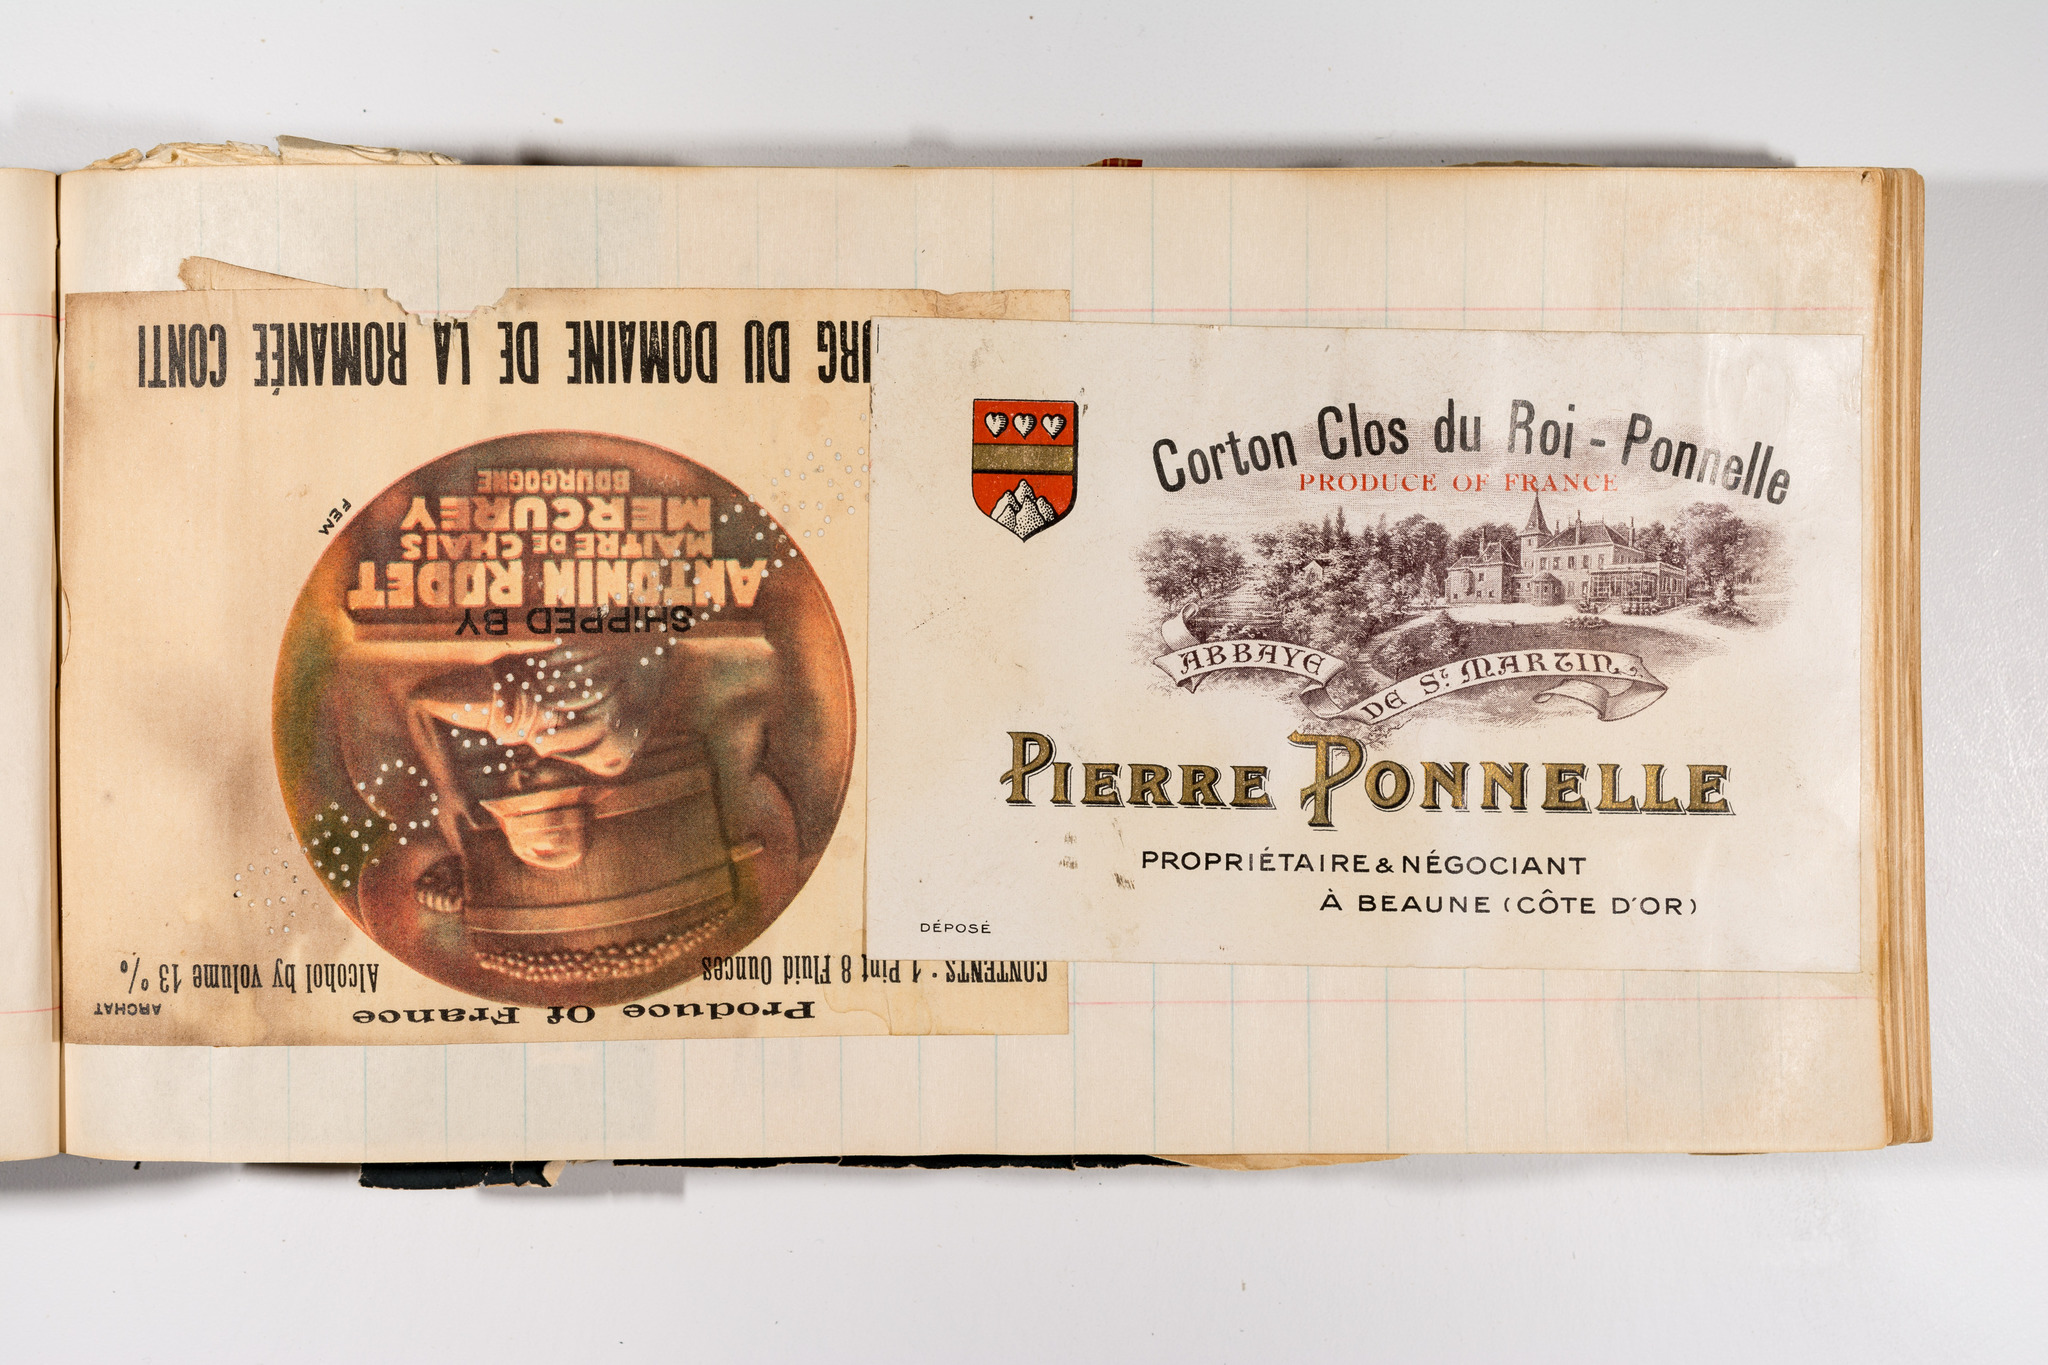 Produce Of France
ARCHAT
CONTENTS : 1 Pint 8 Fluid Ounces
Alcohol by volume 13 %
SHIPPED BY
ANTONIN RODET
MAITRE DE CHAIS
MERCUREY
BOURGOGNE
FEM
URG DU DOMAINE DE LA ROMANÉE CONTI
Corton Clos du Roi - Ponnelle
PRODUCE OF FRANCE
ABBAYE
DE St MARTIN
PIERRE PONNELLE
PROPRIÉTAIRE & NÉGOCIANT
À BEAUNE (CÔTE D'OR)
DÉPOSÉ